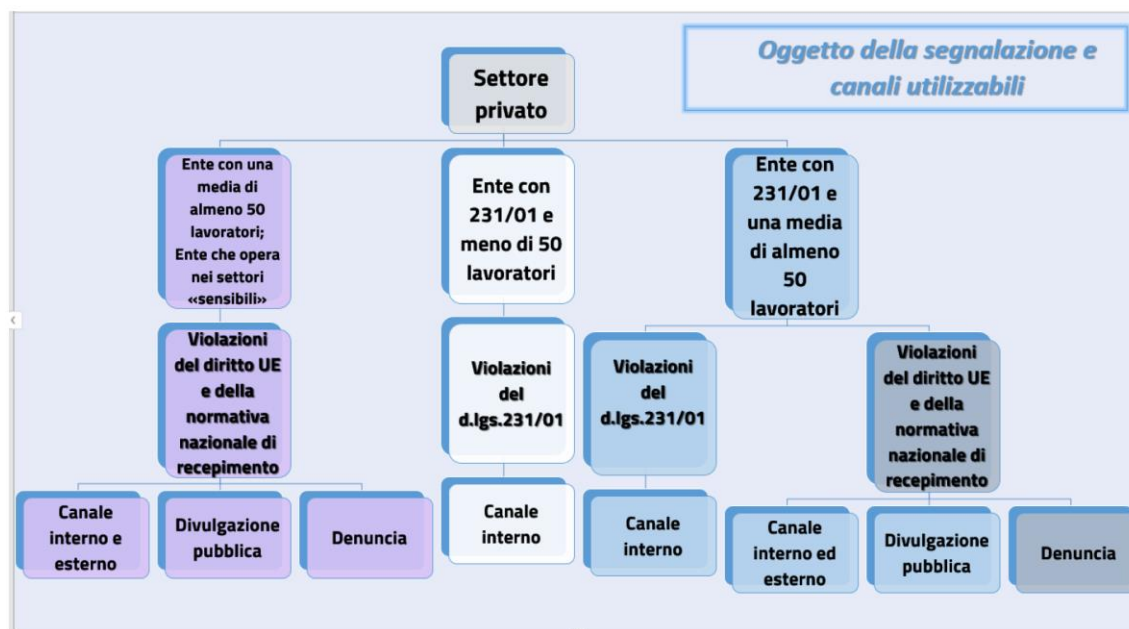 Oggetto della segnalazione e
canali utilizzabili
Settore
privato
Ente con una
media di
almeno 50
lavoratori;
Ente che opera
nei settori
«sensibili»
Ente con
231/01 e
meno di 50
lavoratori
Ente con
231/01 e
una media
di almeno
50
lavoratori
Violazioni
del diritto UE
e della
normativa
nazionale di
recepimento
Violazioni
del
d.lgs.231/01
Violazioni
del
d.lgs.231/01
Violazioni
del diritto UE
e della
normativa
nazionale di
recepimento
Canale
interno e
esterno
Divulgazione
pubblica
Denuncia
Canale
interno
Canale
interno
Canale
interno ed
esterno
Divulgazione
pubblica
Denuncia